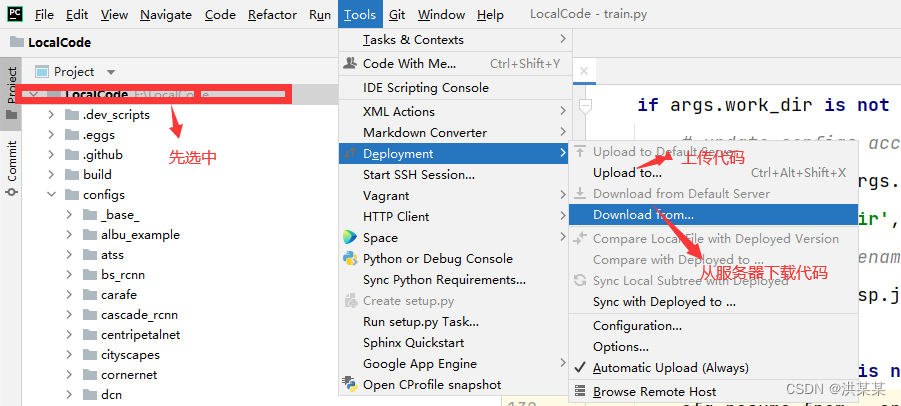 File Edit View Navigate Code Refactor Run Tools Git Window Help LocalCode - train.py
LocalCode
Project
Project
Commit
LocalCode E:\LocalCode
先选中
.dev_scripts
.eggs
.github
build
configs
_base_
albu_example
atss
bs_rcnn
carafe
cascade_rcnn
centripetalnet
cityscapes
cornernet
dcn
Tasks & Contexts
Code With Me... Ctrl+Shift+Y
IDE Scripting Console
XML Actions
Markdown Converter
Deployment
Start SSH Session...
Vagrant
HTTP Client
Space
Python or Debug Console
Sync Python Requirements...
Create setup.py
Run setup.py Task...
Sphinx Quickstart
Google App Engine
Open CProfile snapshot
Upload to Default Server
Upload to... Ctrl+Alt+Shift+X
上传代码
Download from Default Server
Download from...
Compare Local File with Deployed Version
Compare with Deployed to ...
从服务器下载代码
Sync Local Subtree with Deployed
Sync with Deployed to ...
Configuration...
Options...
Automatic Upload (Always)
Browse Remote Host
if args.work_dir is not
# update configs acc
rgs.
ir',
enam
sp.j
is n
CSDN @洪某某